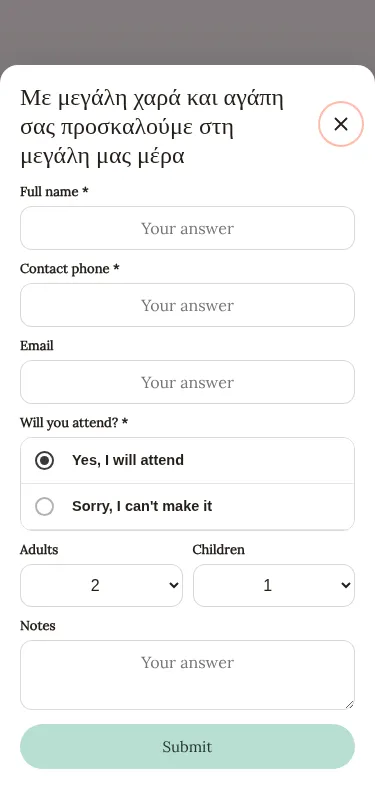 Με μεγάλη χαρά και αγάπη
σας προσκαλούμε στη
μεγάλη μας μέρα
Full name *
Your answer
Contact phone *
Your answer
Email
Your answer
Will you attend? *
Yes, I will attend
Sorry, I can't make it
Adults Children
2 1
Notes
Your answer
Submit